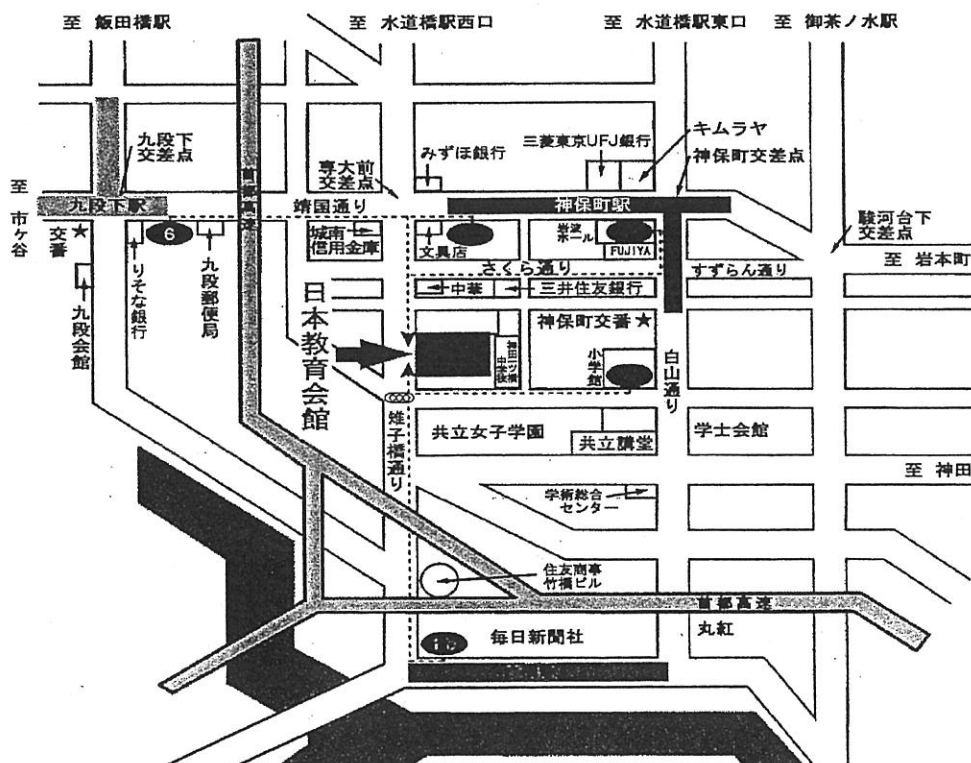 至 飯田橋駅
至 水道橋駅西口
至 水道橋駅東口
至 御茶ノ水駅
九段下
交差点
首都高速
専大前
交差点
みずほ銀行
三菱東京UFJ銀行
キムラヤ
神保町交差点
至 市ヶ谷
九段下駅
靖国通り
神保町駅
駿河台下
交差点
交番
6
城南
信用金庫
文具店
岩波
ホール
FUJIYA
さくら通り
すずらん通り
至 岩本町
九段会館
りそな銀行
九段郵便局
中華
三井住友銀行
日本教育会館
神田一ツ橋
中学校
神保町交番
小学館
白山通り
雉子橋通り
共立女子学園
共立講堂
学士会館
至 神田
学術総合
センター
住友商事
竹橋ビル
首都高速
丸紅
毎日新聞社